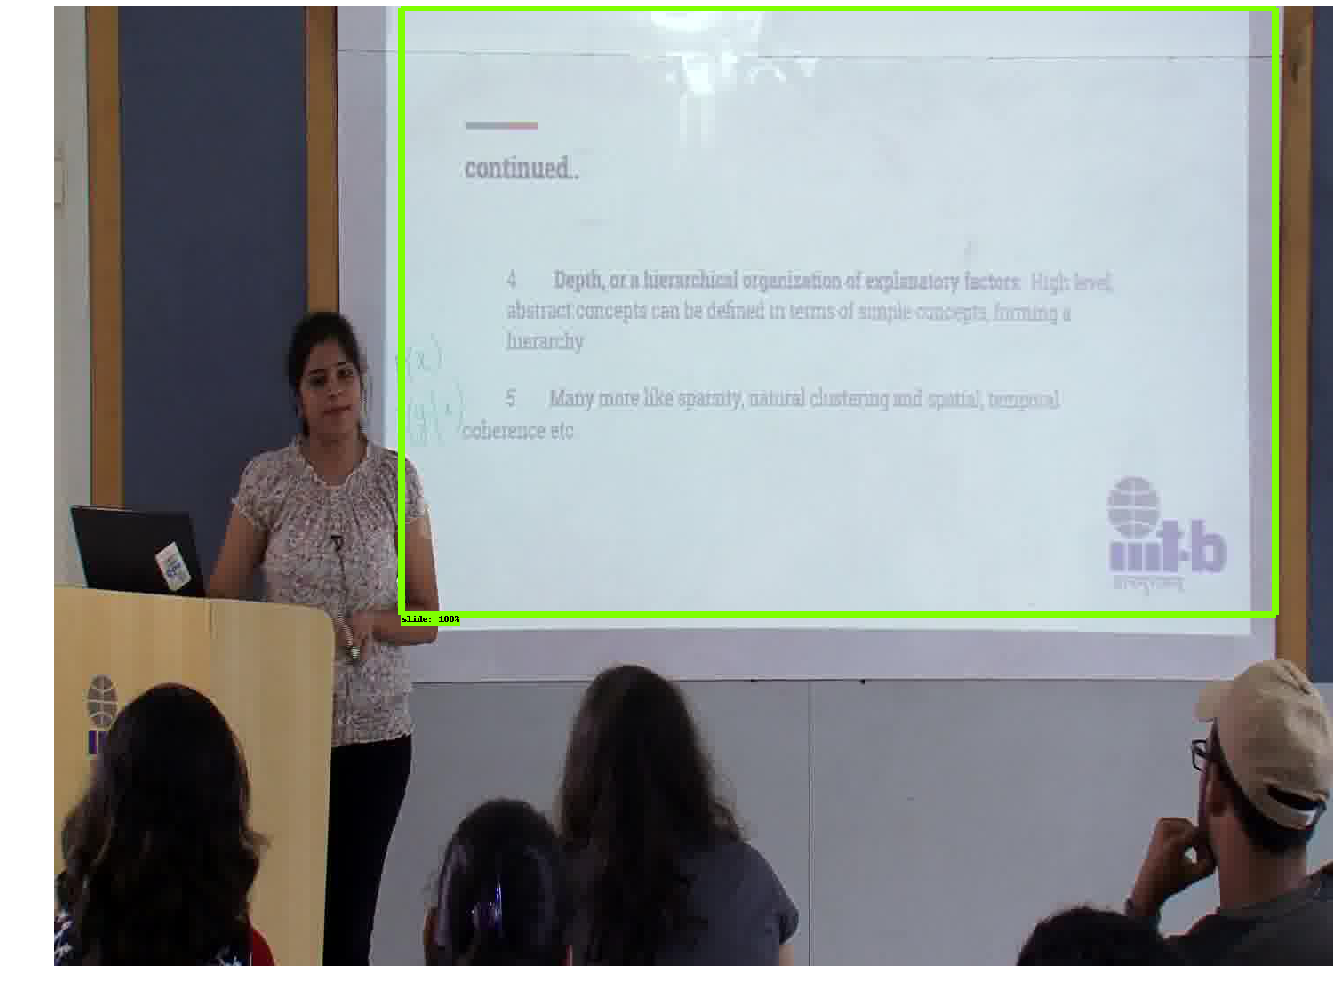 continued..
4 Depth, or a hierarchical organization of explanatory factors. High level,
abstract concepts can be defined in terms of simple concepts, forming a
hierarchy
(x)
5 Many more like sparsity, natural clustering and spatial, temporal
coherence etc.
iiit-b
slide: 100%